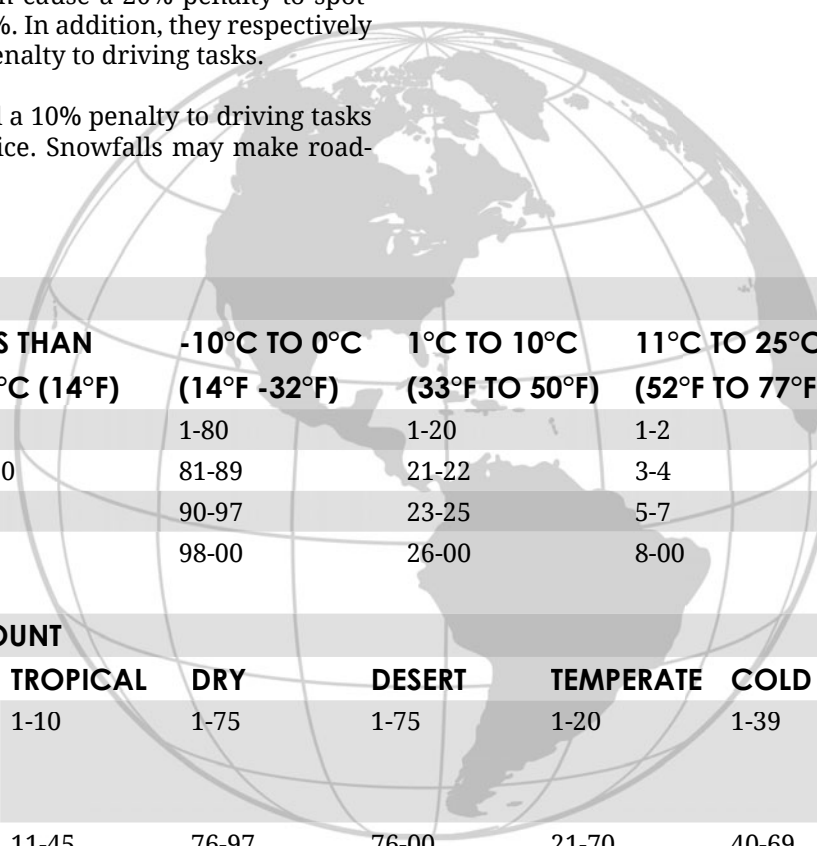 cause a 20% penalty to spot-
%. In addition, they respectively
enalty to driving tasks.
a 10% penalty to driving tasks
ice. Snowfalls may make road-
THAN -10°C TO 0°C 1°C TO 10°C 11°C TO 25°C
°C (14°F) (14°F -32°F) (33°F TO 50°F) (52°F TO 77°F
1-80 1-20 1-2
0 81-89 21-22 3-4
90-97 23-25 5-7
98-00 26-00 8-00
OUNT
TROPICAL DRY DESERT TEMPERATE COLD
1-10 1-75 1-75 1-20 1-39
11-45 76-97 76-00 21-70 40-69